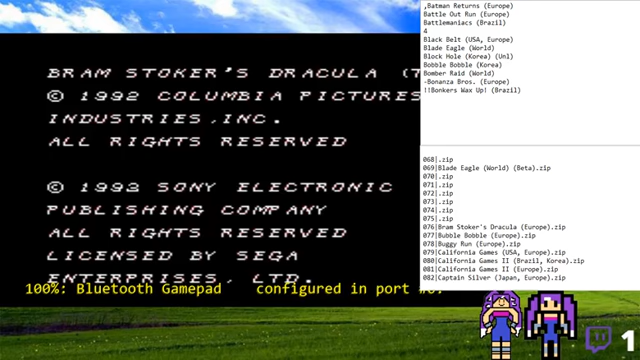 BRAM STOKER'S DRACULA (T
© 1992 COLUMBIA PICTURES
INDUSTRIES,INC.
ALL RIGHTS RESERVED
© 1993 SONY ELECTRONIC
PUBLISHING COMPANY
ALL RIGHTS RESERVED
LICENSED BY SEGA
ENTERPRISES, LTD.
100%: Bluetooth Gamepad configured in port #0.
,Batman Returns (Europe)
Battle Out Run (Europe)
Battlemaniacs (Brazil)
4
Black Belt (USA, Europe)
Blade Eagle (World)
Block Hole (Korea) (Unl)
Bobble Bobble (Korea)
Bomber Raid (World)
-Bonanza Bros. (Europe)
!!Bonkers Wax Up! (Brazil)
068|.zip
069|Blade Eagle (World) (Beta).zip
070|.zip
071|.zip
072|.zip
073|.zip
074|.zip
075|.zip
076|Bram Stoker's Dracula (Europe).zip
077|Bubble Bobble (Europe).zip
078|Buggy Run (Europe).zip
079|California Games (USA, Europe).zip
080|California Games II (Brazil, Korea).zip
081|California Games II (Europe).zip
082|Captain Silver (Japan, Europe).zip
1